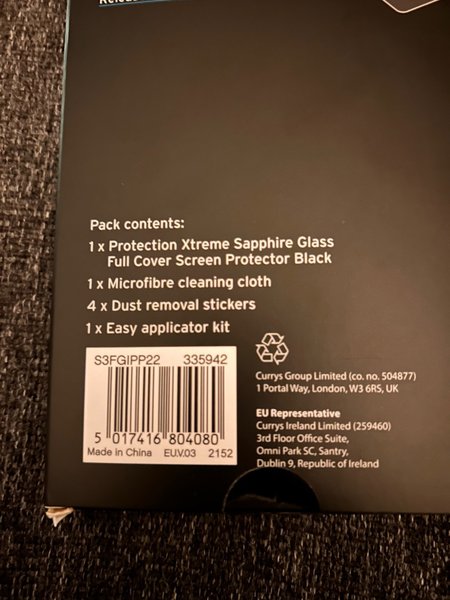 Pack contents:
1 x Protection Xtreme Sapphire Glass
Full Cover Screen Protector Black
1 x Microfibre cleaning cloth
4 x Dust removal stickers
1 x Easy applicator kit
S3FGIPP22 335942
5 017416 804080
Made in China EU.V.03 2152
Currys Group Limited (co. no. 504877)
1 Portal Way, London, W3 6RS, UK
EU Representative
Currys Ireland Limited (259460)
3rd Floor Office Suite,
Omni Park SC, Santry,
Dublin 9, Republic of Ireland